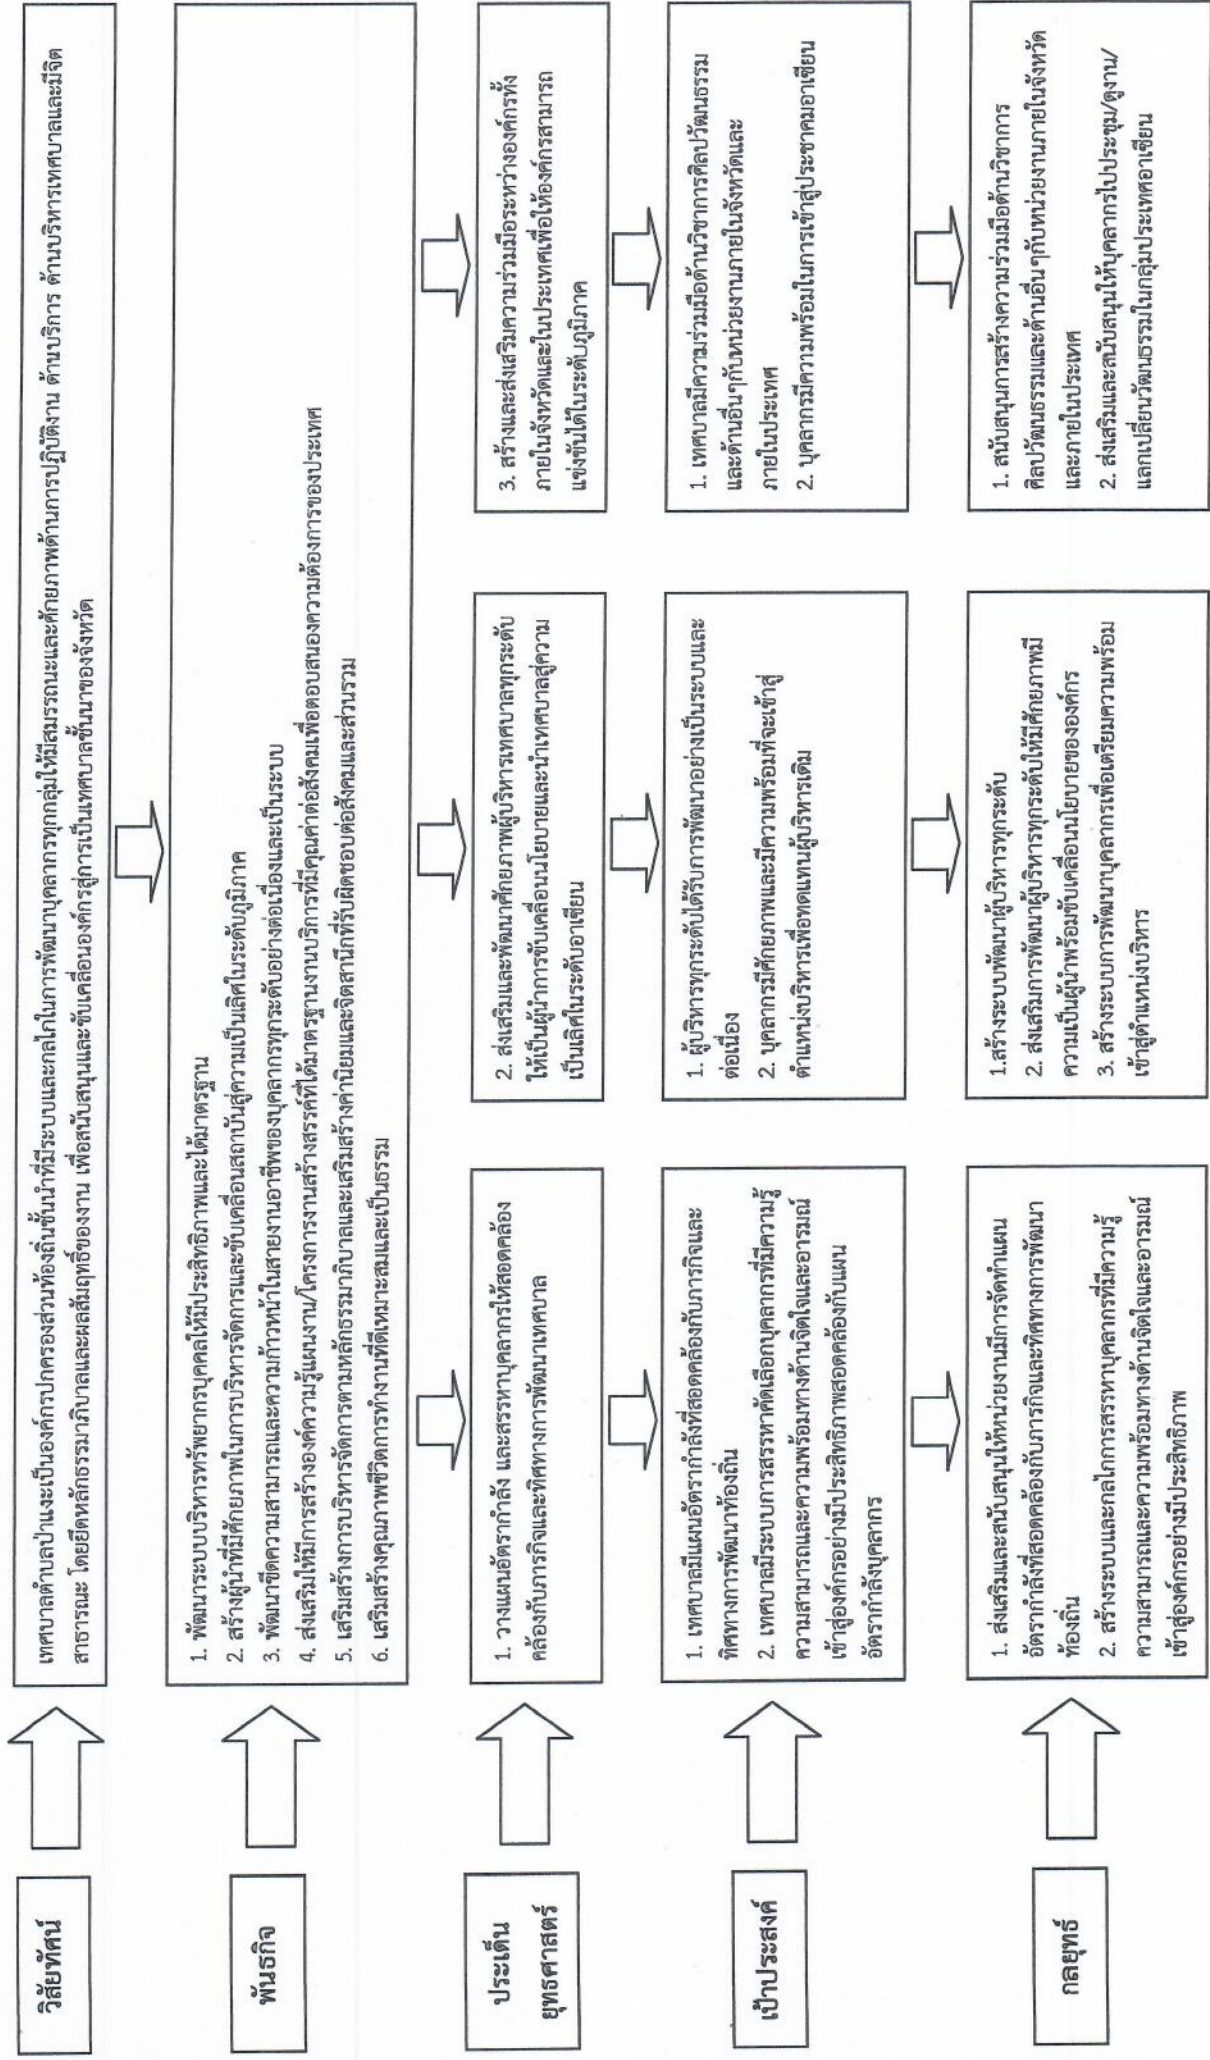 วิสัยทัศน์
เทศบาลตำบลป่าแงะเป็นองค์กรปกครองส่วนท้องถิ่นชั้นนำที่มีระบบและกลไกในการพัฒนาบุคลากรทุกกลุ่มให้มีสมรรถนะและศักยภาพด้านการปฏิบัติงาน ด้านบริการ ด้านบริหารเทศบาลและมีจิต
สาธารณะ โดยยึดหลักธรรมาภิบาลและผลสัมฤทธิ์ของงาน เพื่อสนับสนุนและขับเคลื่อนองค์กรสู่การเป็นเทศบาลชั้นนาของจังหวัด
พันธกิจ
1. พัฒนาระบบบริหารทรัพยากรบุคคลให้มีประสิทธิภาพและได้มาตรฐาน
2. สร้างผู้นำที่มีศักยภาพในการบริหารจัดการและขับเคลื่อนสถาบันสู่ความเป็นเลิศในระดับภูมิภาค
3. พัฒนาขีดความสามารถและความก้าวหน้าในสายงานอาชีพของบุคลากรทุกระดับอย่างต่อเนื่องและเป็นระบบ
4. ส่งเสริมให้มีการสร้างองค์ความรู้แผนงาน/โครงการงานสร้างสรรค์ที่ได้มาตรฐานงานบริการที่มีคุณค่าต่อสังคมเพื่อตอบสนองความต้องการของประเทศ
5. เสริมสร้างการบริหารจัดการตามหลักธรรมาภิบาลและเสริมสร้างค่านิยมและจิตสานึกที่รับผิดชอบต่อสังคมและส่วนรวม
6. เสริมสร้างคุณภาพชีวิตการทำงานที่ดีเหมาะสมและเป็นธรรม
ประเด็น
ยุทธศาสตร์
1. วางแผนอัตรากำลัง และสรรหาบุคลากรให้สอดคล้อง
คล้องกับภารกิจและทิศทางการพัฒนาเทศบาล
2. ส่งเสริมและพัฒนาศักยภาพผู้บริหารเทศบาลทุกระดับ
ให้เป็นผู้นำการขับเคลื่อนนโยบายและนำเทศบาลสู่ความ
เป็นเลิศในระดับอาเซียน
3. สร้างและส่งเสริมความร่วมมือระหว่างองค์กรทั้ง
ภายในจังหวัดและในประเทศเพื่อให้องค์กรสามารถ
แข่งขันได้ในระดับภูมิภาค
เป้าประสงค์
1. เทศบาลมีแผนอัตรากำลังที่สอดคล้องกับภารกิจและ
ทิศทางการพัฒนาท้องถิ่น
2. เทศบาลมีระบบการสรรหาคัดเลือกบุคลากรที่มีความรู้
ความสามารถและความพร้อมทางด้านจิตใจและอารมณ์
เข้าสู่องค์กรอย่างมีประสิทธิภาพสอดคล้องกับแผน
อัตรากำลังบุคลากร
1. ผู้บริหารทุกระดับได้รับการพัฒนาอย่างเป็นระบบและ
ต่อเนื่อง
2. บุคลากรมีศักยภาพและมีความพร้อมที่จะเข้าสู่
ตำแหน่งบริหารเพื่อทดแทนผู้บริหารเดิม
1. เทศบาลมีความร่วมมือด้านวิชาการศิลปวัฒนธรรม
และด้านอื่นๆกับหน่วยงานภายในจังหวัดและ
ภายในประเทศ
2. บุคลากรมีความพร้อมในการเข้าสู่ประชาคมอาเซียน
กลยุทธ์
1. ส่งเสริมและสนับสนุนให้หน่วยงานมีการจัดทำแผน
อัตรากำลังที่สอดคล้องกับภารกิจและทิศทางการพัฒนา
ท้องถิ่น
2. สร้างระบบและกลไกการสรรหาบุคลากรที่มีความรู้
ความสามารถและความพร้อมทางด้านจิตใจและอารมณ์
เข้าสู่องค์กรอย่างมีประสิทธิภาพ
1.สร้างระบบพัฒนาผู้บริหารทุกระดับ
2. ส่งเสริมการพัฒนาผู้บริหารทุกระดับให้มีศักยภาพมี
ความเป็นผู้นำพร้อมขับเคลื่อนนโยบายขององค์กร
3. สร้างระบบการพัฒนาบุคลากรเพื่อเตรียมความพร้อม
เข้าสู่ตำแหน่งบริหาร
1. สนับสนุนการสร้างความร่วมมือด้านวิชาการ
ศิลปวัฒนธรรมและด้านอื่นๆกับหน่วยงานภายในจังหวัด
และภายในประเทศ
2. ส่งเสริมและสนับสนุนให้บุคลากรไปประชุม/ดูงาน/
แลกเปลี่ยนวัฒนธรรมในกลุ่มประเทศอาเซียน